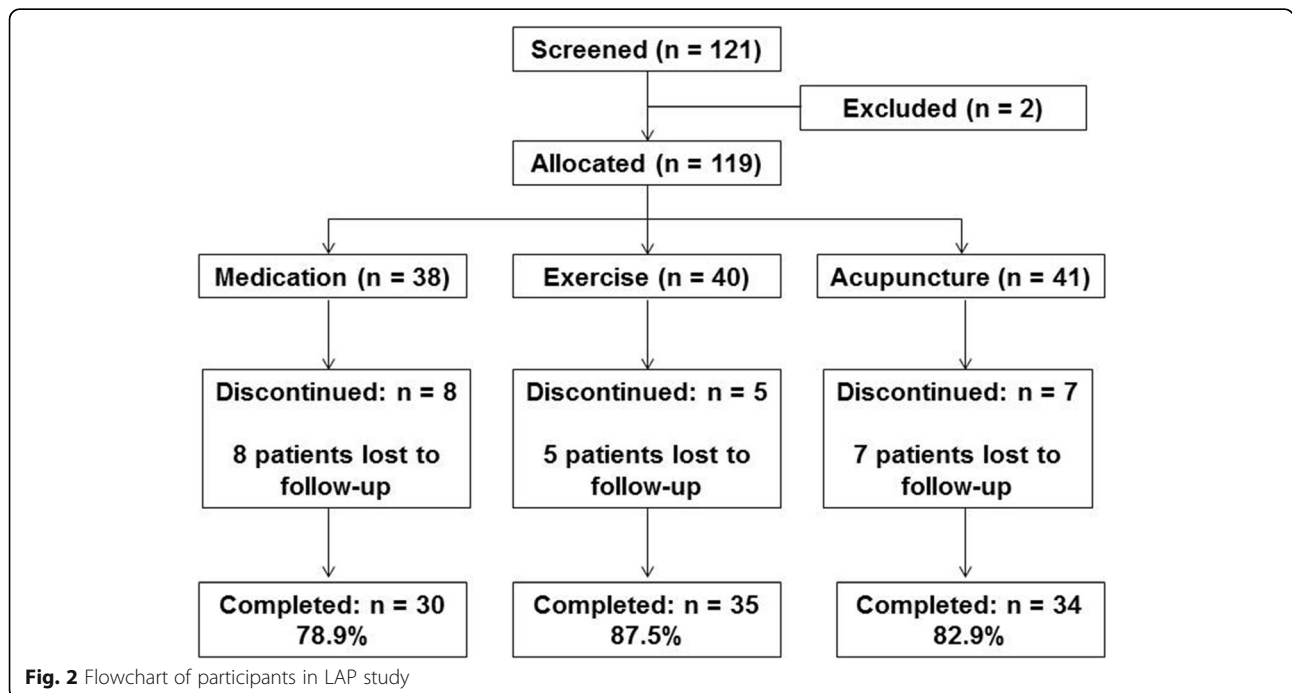 Screened (n = 121)
Excluded (n = 2)
Allocated (n = 119)
Medication (n = 38)
Exercise (n = 40)
Acupuncture (n = 41)
Discontinued: n = 8
8 patients lost to
follow-up
Discontinued: n = 5
5 patients lost to
follow-up
Discontinued: n = 7
7 patients lost to
follow-up
Completed: n = 30
78.9%
Completed: n = 35
87.5%
Completed: n = 34
82.9%
Fig. 2 Flowchart of participants in LAP study